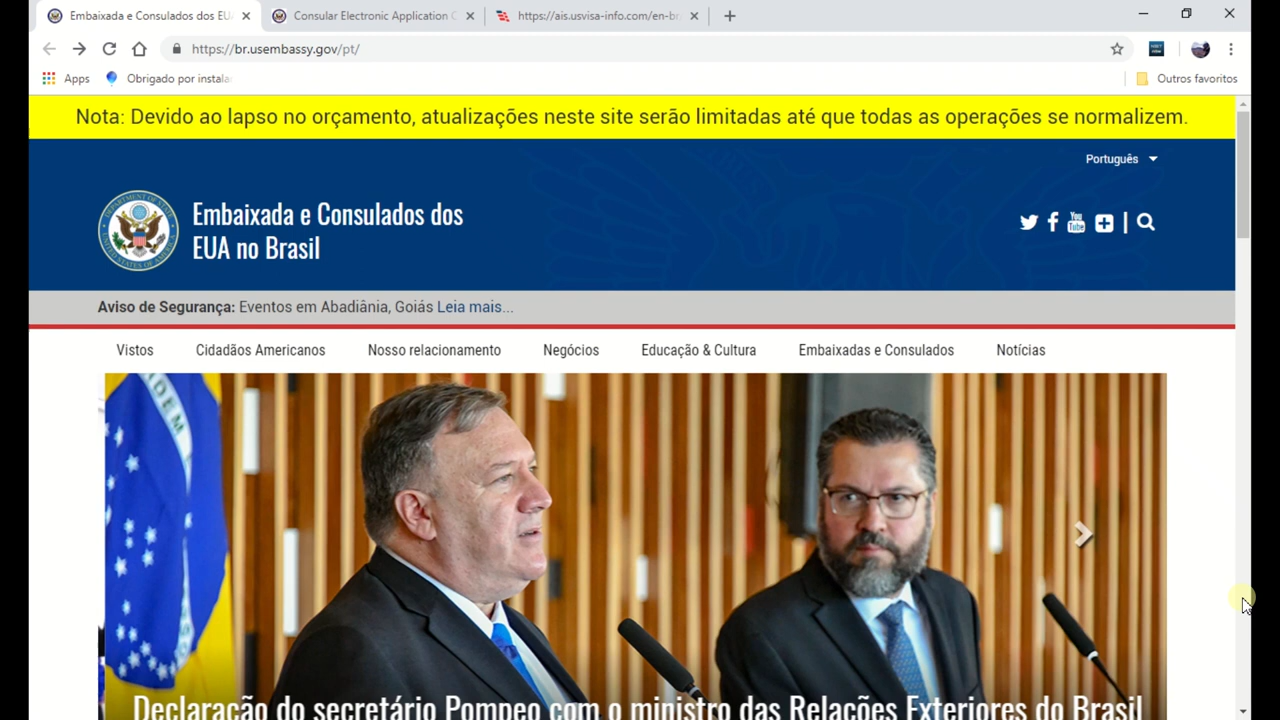 Embaixada e Consulados dos EU
Consular Electronic Application C
https://ais.usvisa-info.com/en-br
https://br.usembassy.gov/pt/
Apps
Obrigado por instala
Outros favoritos
Nota: Devido ao lapso no orçamento, atualizações neste site serão limitadas até que todas as operações se normalizem.
Português
Embaixada e Consulados dos
EUA no Brasil
You
Tube
Aviso de Segurança: Eventos em Abadiânia, Goiás Leia mais...
Vistos
Cidadãos Americanos
Nosso relacionamento
Negócios
Educação & Cultura
Embaixadas e Consulados
Notícias
Declaração do secretário Pompeo com o ministro das Relações Exteriores do Brasil